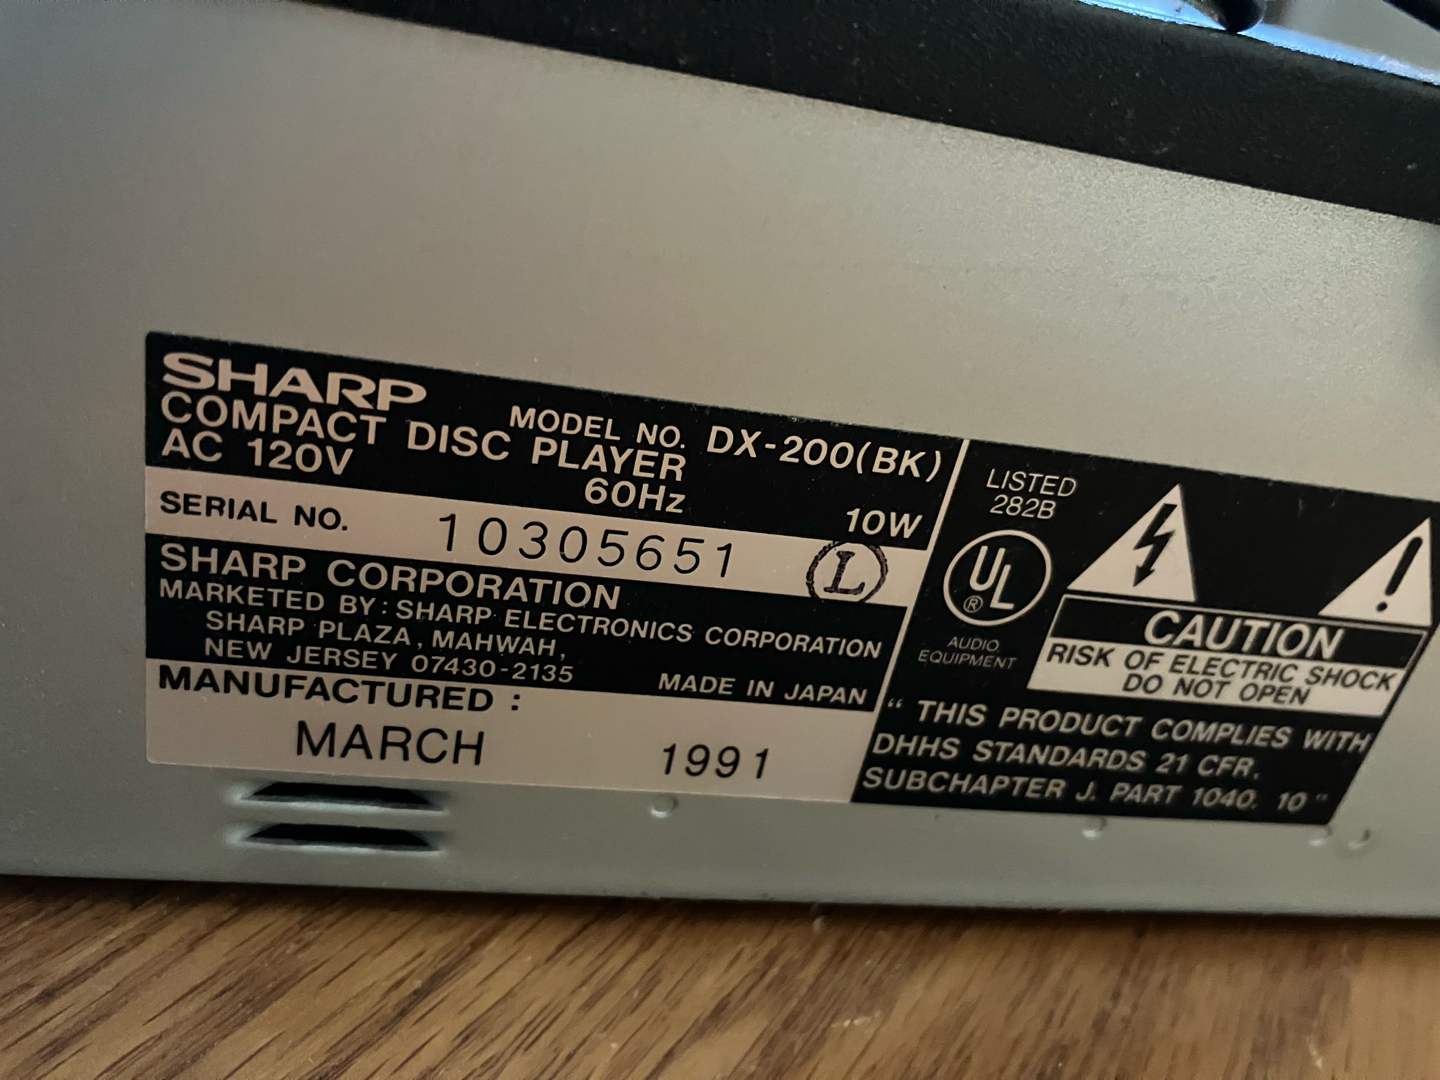 SHARP
MODEL NO. DX-200(BK)
COMPACT DISC PLAYER
AC 120V 60Hz 10W
SERIAL NO. 10305651 L
SHARP CORPORATION
MARKETED BY: SHARP ELECTRONICS CORPORATION
SHARP PLAZA, MAHWAH,
NEW JERSEY 07430-2135
MADE IN JAPAN
MANUFACTURED :
MARCH 1991
LISTED
282B
UL
®
AUDIO
EQUIPMENT
CAUTION
RISK OF ELECTRIC SHOCK
DO NOT OPEN
“ THIS PRODUCT COMPLIES WITH
DHHS STANDARDS 21 CFR.
SUBCHAPTER J. PART 1040. 10 ”